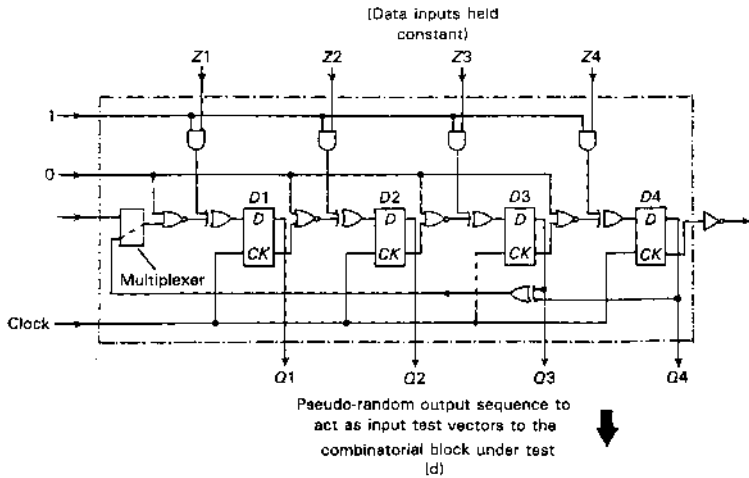 (Data inputs held
constant)
Z1 Z2 Z3 Z4
1
0
D1 D2 D3 D4
D D D D
CK CK CK CK
Multiplexer
Clock
Q1 Q2 Q3 Q4
Pseudo-random output sequence to
act as input test vectors to the
combinatorial block under test
(d)